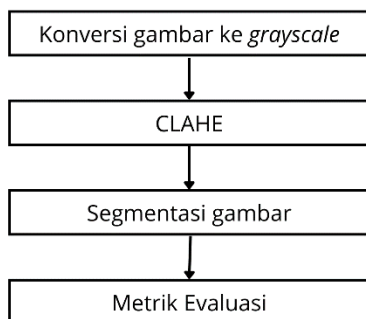 Konversi gambar ke grayscale
CLAHE
Segmentasi gambar
Metrik Evaluasi